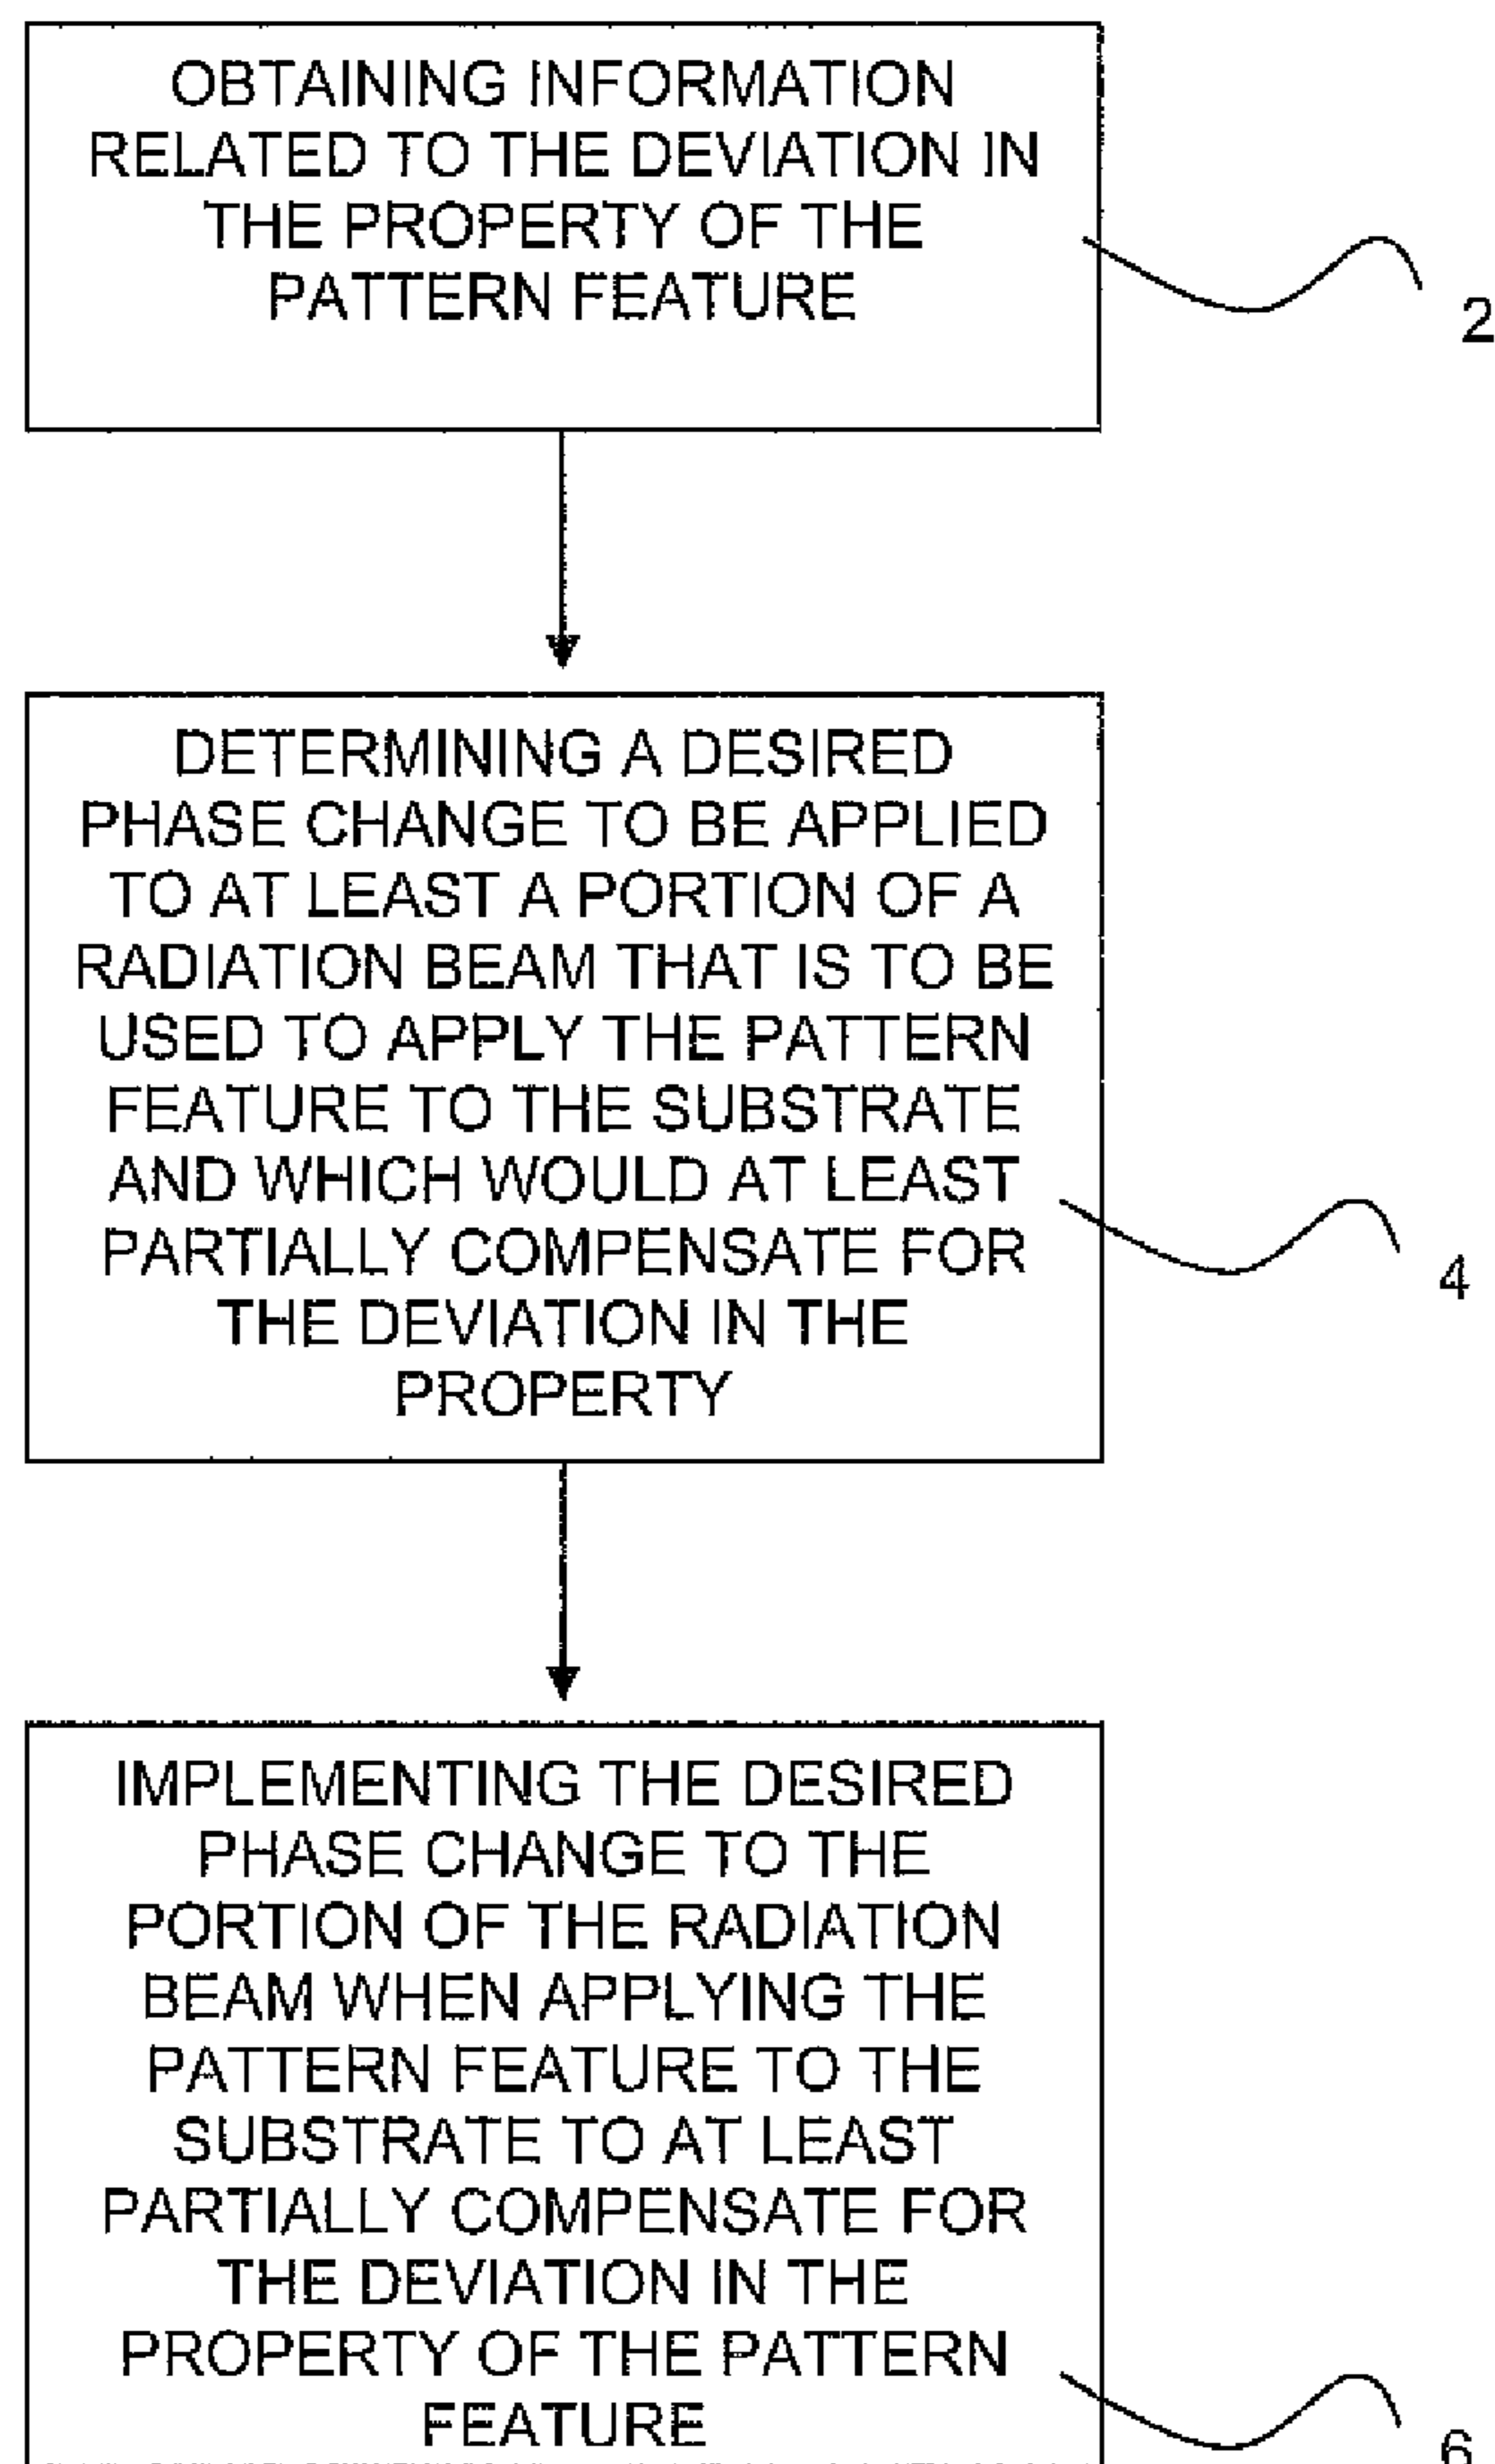 OBTAINING INFORMATION
RELATED TO THE DEVIATION IN
THE PROPERTY OF THE
PATTERN FEATURE
2
DETERMINING A DESIRED
PHASE CHANGE TO BE APPLIED
TO AT LEAST A PORTION OF A
RADIATION BEAM THAT IS TO BE
USED TO APPLY THE PATTERN
FEATURE TO THE SUBSTRATE
AND WHICH WOULD AT LEAST
PARTIALLY COMPENSATE FOR
THE DEVIATION IN THE
PROPERTY
4
IMPLEMENTING THE DESIRED
PHASE CHANGE TO THE
PORTION OF THE RADIATION
BEAM WHEN APPLYING THE
PATTERN FEATURE TO THE
SUBSTRATE TO AT LEAST
PARTIALLY COMPENSATE FOR
THE DEVIATION IN THE
PROPERTY OF THE PATTERN
FEATURE
6